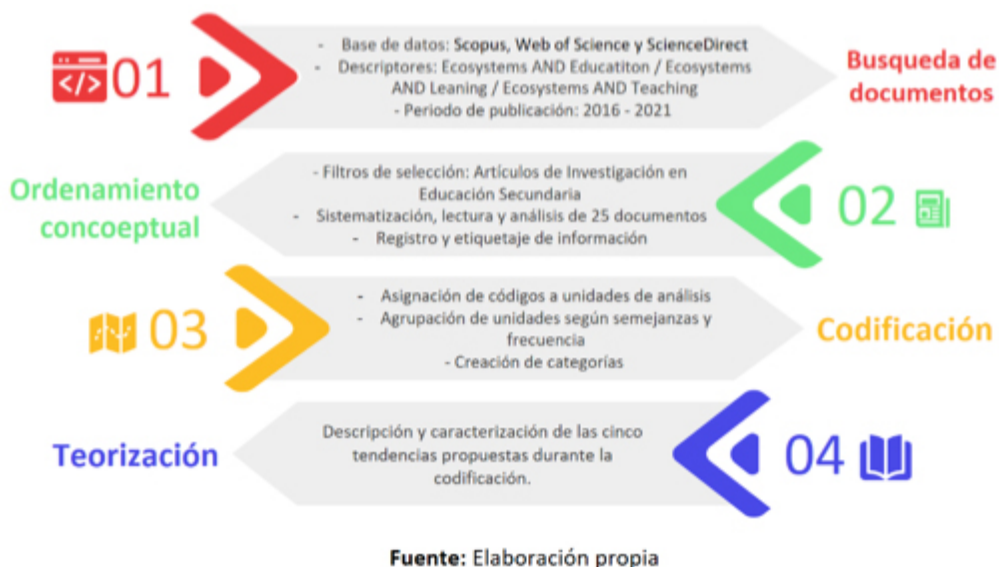 01
- Base de datos: Scopus, Web of Science y ScienceDirect
- Descriptores: Ecosystems AND Educatiton / Ecosystems
AND Leaning / Ecosystems AND Teaching
- Periodo de publicación: 2016 - 2021
Busqueda de
documentos
Ordenamiento
concoeptual
- Filtros de selección: Artículos de Investigación en
Educación Secundaria
- Sistematización, lectura y análisis de 25 documentos
- Registro y etiquetaje de información
02
03
- Asignación de códigos a unidades de análisis
- Agrupación de unidades según semejanzas y
frecuencia
- Creación de categorías
Codificación
Teorización
Descripción y caracterización de las cinco
tendencias propuestas durante la
codificación.
04
Fuente: Elaboración propia